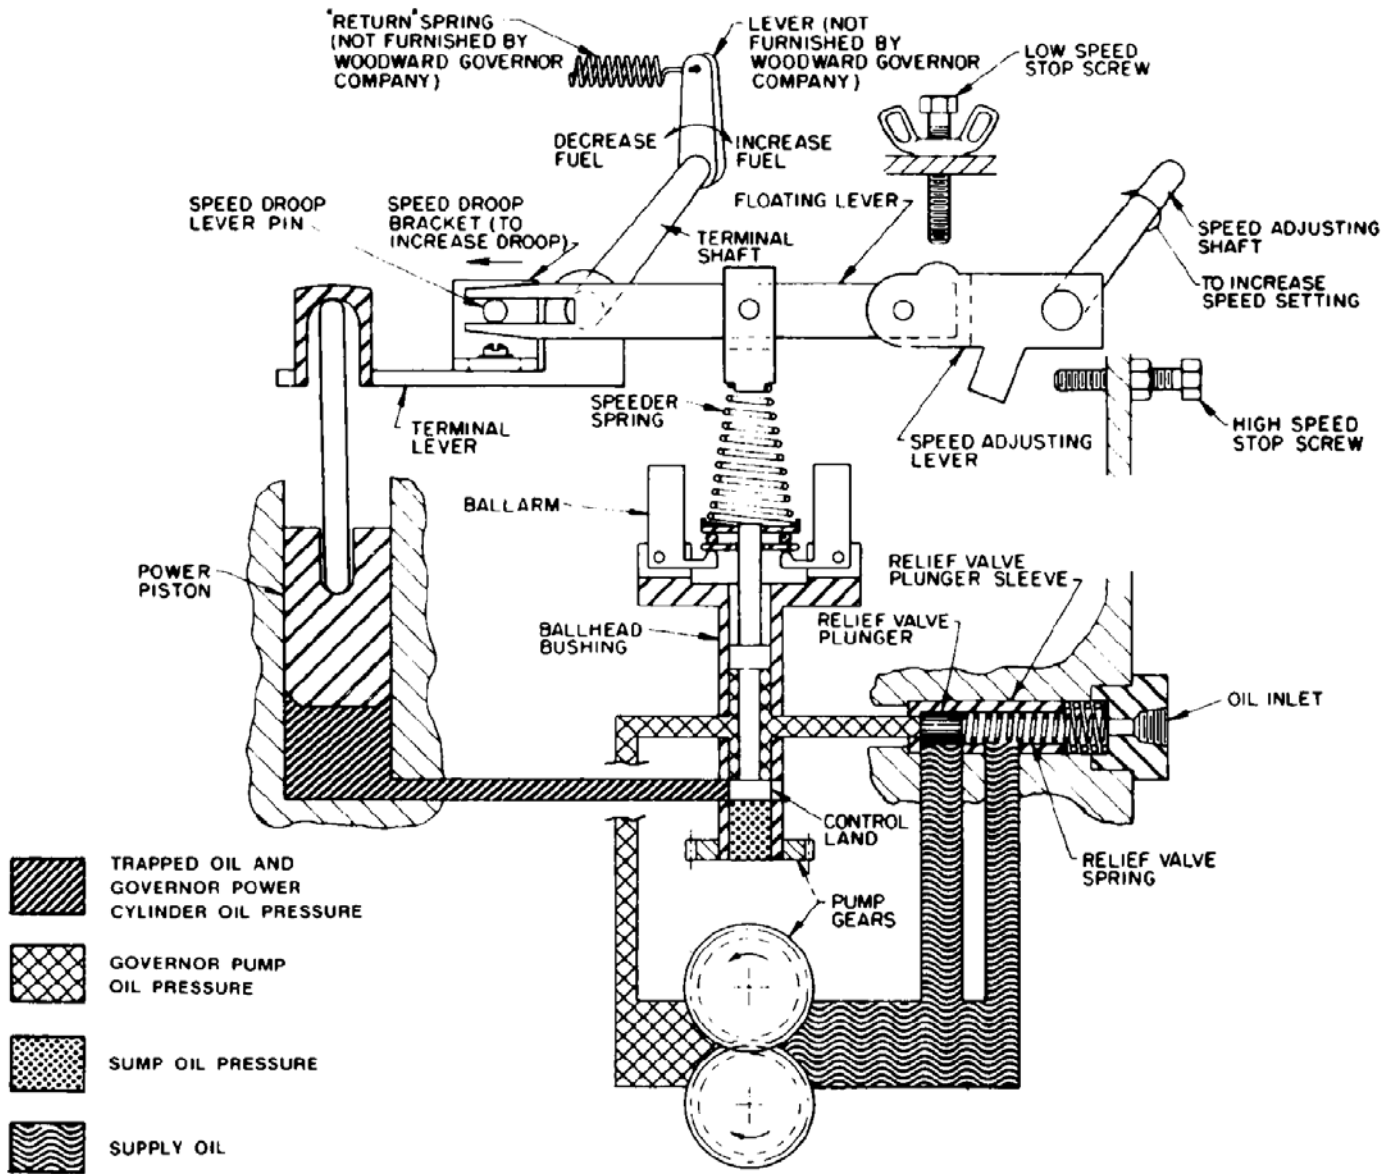 "RETURN" SPRING
(NOT FURNISHED BY
WOODWARD GOVERNOR
COMPANY)
LEVER (NOT
FURNISHED BY
WOODWARD GOVERNOR
COMPANY)
LOW SPEED
STOP SCREW
DECREASE
FUEL
INCREASE
FUEL
SPEED DROOP
LEVER PIN
SPEED DROOP
BRACKET (TO
INCREASE DROOP)
TERMINAL
SHAFT
FLOATING LEVER
SPEED ADJUSTING
SHAFT
TO INCREASE
SPEED SETTING
TERMINAL
LEVER
SPEEDER
SPRING
SPEED ADJUSTING
LEVER
HIGH SPEED
STOP SCREW
BALLARM
POWER
PISTON
BALLHEAD
BUSHING
RELIEF VALVE
PLUNGER SLEEVE
RELIEF VALVE
PLUNGER
OIL INLET
CONTROL
LAND
RELIEF VALVE
SPRING
PUMP
GEARS
TRAPPED OIL AND
GOVERNOR POWER
CYLINDER OIL PRESSURE
GOVERNOR PUMP
OIL PRESSURE
SUMP OIL PRESSURE
SUPPLY OIL